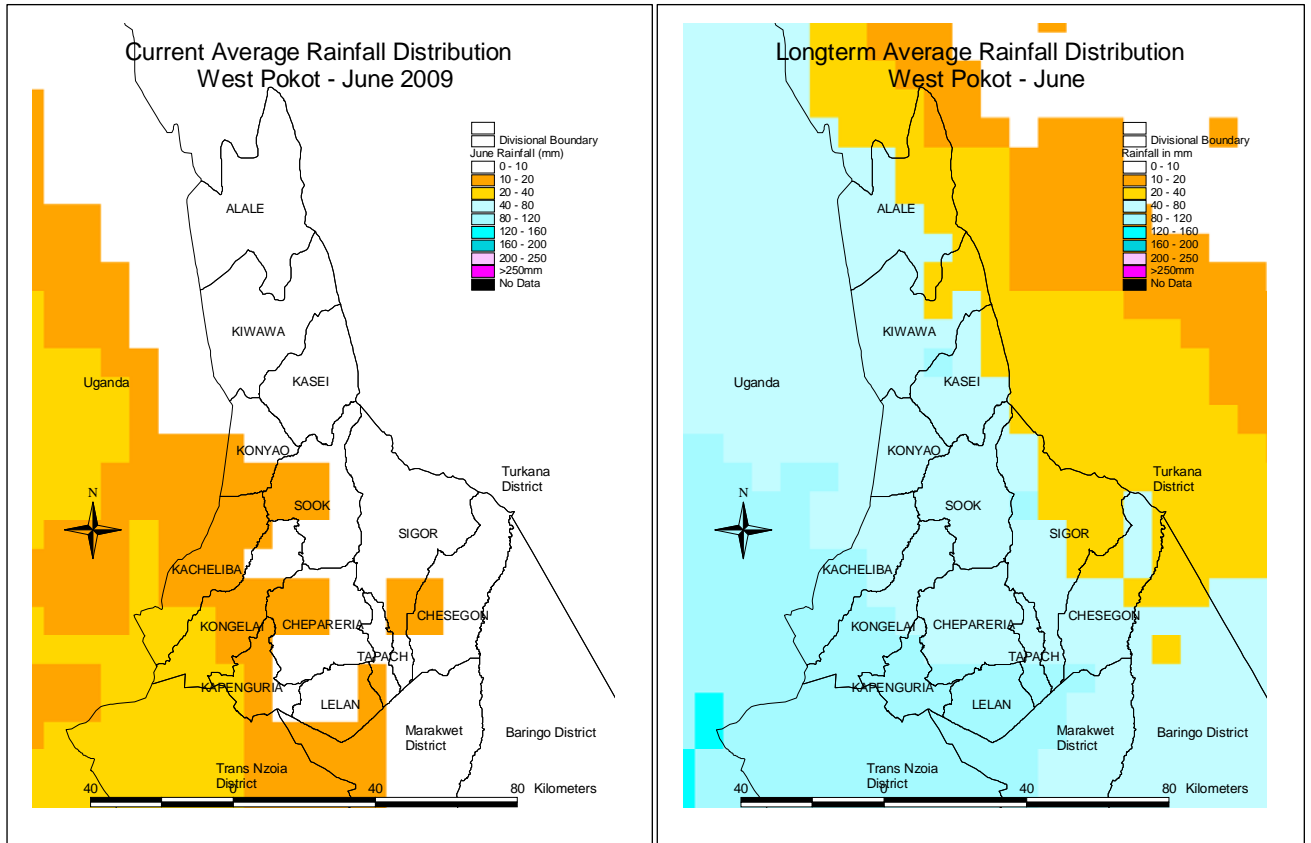 Current Average Rainfall Distribution
West Pokot - June 2009
Divisional Boundary
June Rainfall (mm)
0 - 10
10 - 20
20 - 40
40 - 80
80 - 120
120 - 160
160 - 200
200 - 250
>250mm
No Data
ALALE
KIWAWA
Uganda
KASEI
KONYAO
Turkana
District
N
SOOK
SIGOR
KACHELIBA
KONGELAI
CHEPARERIA
CHESEGON
TAPACH
KAPENGURIA
LELAN
Marakwet
District
Baringo District
Trans Nzoia
District
40 0 40 80 Kilometers
Longterm Average Rainfall Distribution
West Pokot - June
Divisional Boundary
Rainfall in mm
0 - 10
10 - 20
20 - 40
40 - 80
80 - 120
120 - 160
160 - 200
200 - 250
>250mm
No Data
ALALE
KIWAWA
Uganda
KASEI
KONYAO
Turkana
District
N
SOOK
SIGOR
KACHELIBA
KONGELAI
CHEPARERIA
CHESEGON
TAPACH
KAPENGURIA
LELAN
Marakwet
District
Baringo District
Trans Nzoia
District
40 0 40 80 Kilometers